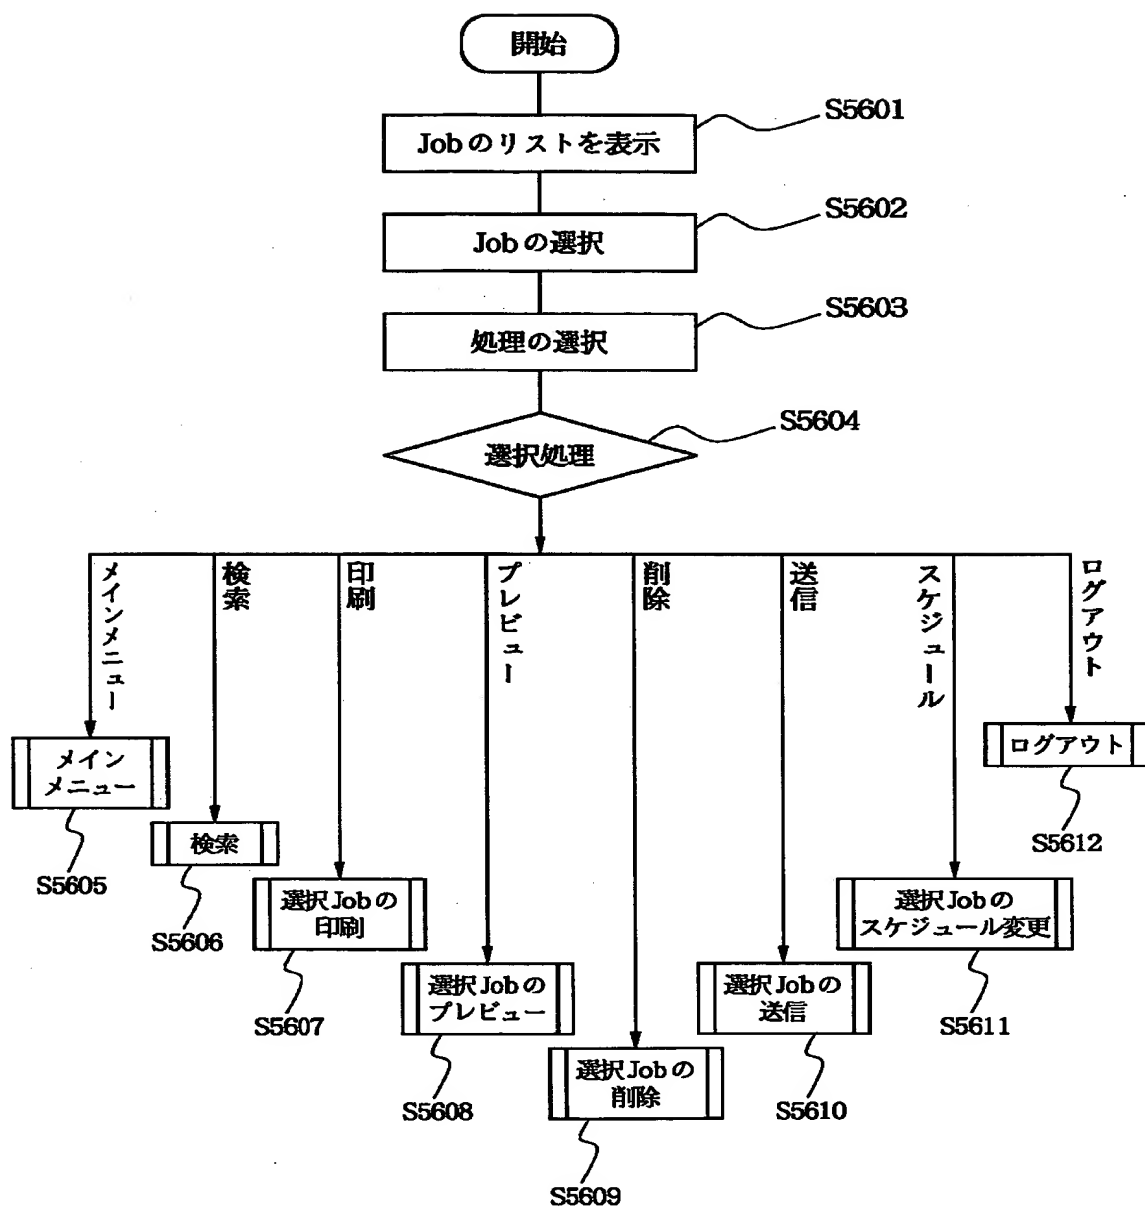 開始
Jobのリストを表示
S5601
Jobの選択
S5602
処理の選択
S5603
選択処理
S5604
メインメニュー
検索
印刷
プレビュー
削除
送信
スケジュール
ログアウト
メイン
メニュー
S5605
検索
S5606
選択Jobの
印刷
S5607
選択Jobの
プレビュー
S5608
選択Jobの
削除
S5609
選択Jobの
送信
S5610
選択Jobの
スケジュール変更
S5611
ログアウト
S5612